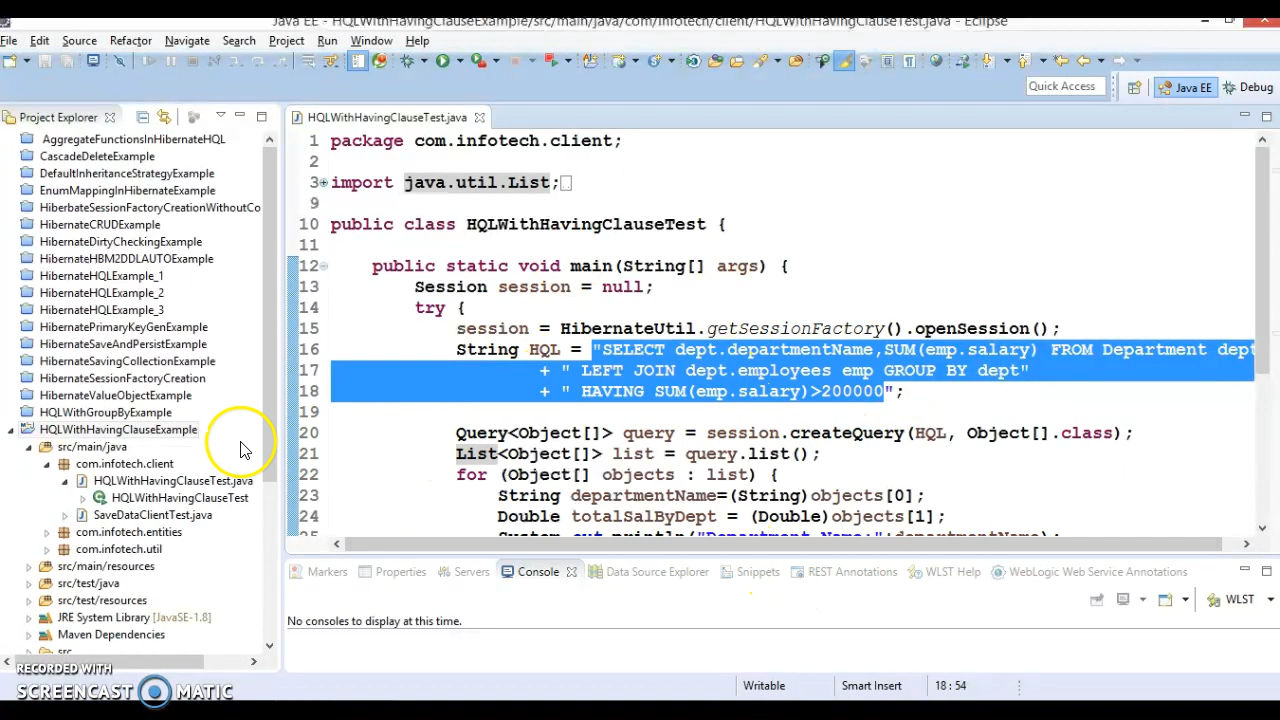 Java EE - HQLWithHavingClauseExample/src/main/java/com/infotech/client/HQLWithHavingClauseTest.java - Eclipse
File Edit Source Refactor Navigate Search Project Run Window Help
Quick Access Java EE Debug
Project Explorer
AggregateFunctionsInHibernateHQL
CascadeDeleteExample
DefaultInheritanceStrategyExample
EnumMappingInHibernateExample
HiberbateSessionFactoryCreationWithoutCo
HibernateCRUDExample
HibernateDirtyCheckingExample
HibernateHBM2DDLAUTOExample
HibernateHQLExample_1
HibernateHQLExample_2
HibernateHQLExample_3
HibernatePrimaryKeyGenExample
HibernateSaveAndPersistExample
HibernateSavingCollectionExample
HibernateSessionFactoryCreation
HibernateValueObjectExample
HQLWithGroupByExample
HQLWithHavingClauseExample
src/main/java
com.infotech.client
HQLWithHavingClauseTest.java
HQLWithHavingClauseTest
SaveDataClientTest.java
com.infotech.entities
com.infotech.util
src/main/resources
src/test/java
src/test/resources
JRE System Library [JavaSE-1.8]
Maven Dependencies
src
HQLWithHavingClauseTest.java
1 package com.infotech.client;
2
3 import java.util.List;
9
10 public class HQLWithHavingClauseTest {
11
12 public static void main(String[] args) {
13 Session session = null;
14 try {
15 session = HibernateUtil.getSessionFactory().openSession();
16 String HQL = "SELECT dept.departmentName,SUM(emp.salary) FROM Department dept
17 + " LEFT JOIN dept.employees emp GROUP BY dept"
18 + " HAVING SUM(emp.salary)>200000";
19
20 Query<Object[]> query = session.createQuery(HQL, Object[].class);
21 List<Object[]> list = query.list();
22 for (Object[] objects : list) {
23 String departmentName=(String)objects[0];
24 Double totalSalByDept = (Double)objects[1];
25 System.out.println("Department Name:"+departmentName);
Markers Properties Servers Console Data Source Explorer Snippets REST Annotations WLST Help WebLogic Web Service Annotations
WLST
No consoles to display at this time.
Writable Smart Insert 18 : 54
RECORDED WITH
SCREENCAST MATIC